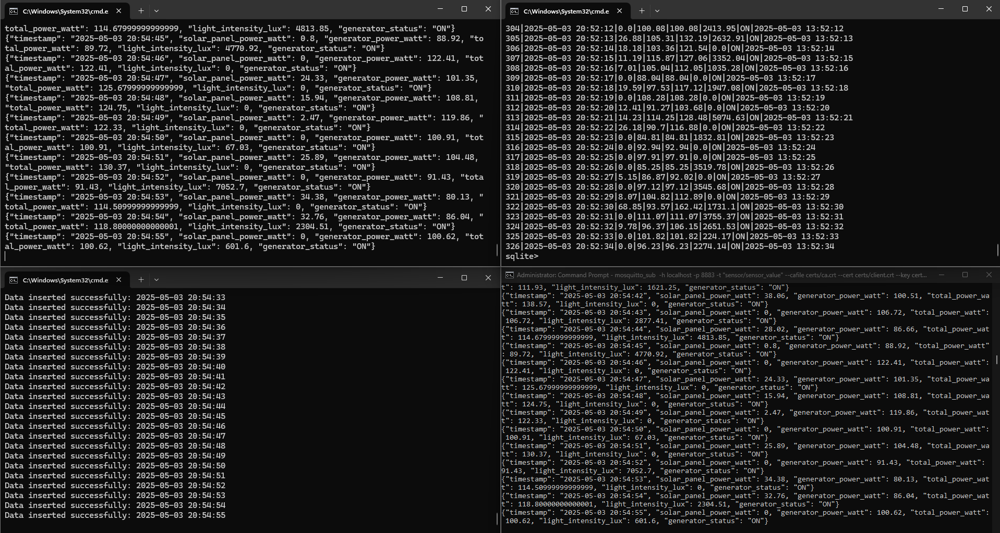 C:\Windows\System32\cmd.e
total_power_watt": 114.67999999999999, "light_intensity_lux": 4813.85, "generator_status": "ON"}
{"timestamp": "2025-05-03 20:54:45", "solar_panel_power_watt": 0.8, "generator_power_watt": 88.92, "to
tal_power_watt": 89.72, "light_intensity_lux": 4770.92, "generator_status": "ON"}
{"timestamp": "2025-05-03 20:54:46", "solar_panel_power_watt": 0, "generator_power_watt": 122.41, "tot
al_power_watt": 122.41, "light_intensity_lux": 0, "generator_status": "ON"}
{"timestamp": "2025-05-03 20:54:47", "solar_panel_power_watt": 24.33, "generator_power_watt": 101.35,
"total_power_watt": 125.67999999999999, "light_intensity_lux": 0, "generator_status": "ON"}
{"timestamp": "2025-05-03 20:54:48", "solar_panel_power_watt": 15.94, "generator_power_watt": 108.81,
"total_power_watt": 124.75, "light_intensity_lux": 0, "generator_status": "ON"}
{"timestamp": "2025-05-03 20:54:49", "solar_panel_power_watt": 2.47, "generator_power_watt": 119.86, "
total_power_watt": 122.33, "light_intensity_lux": 0, "generator_status": "ON"}
{"timestamp": "2025-05-03 20:54:50", "solar_panel_power_watt": 0, "generator_power_watt": 100.91, "tot
al_power_watt": 100.91, "light_intensity_lux": 67.03, "generator_status": "ON"}
{"timestamp": "2025-05-03 20:54:51", "solar_panel_power_watt": 25.89, "generator_power_watt": 104.48,
"total_power_watt": 130.37, "light_intensity_lux": 0, "generator_status": "ON"}
{"timestamp": "2025-05-03 20:54:52", "solar_panel_power_watt": 0, "generator_power_watt": 91.43, "tota
l_power_watt": 91.43, "light_intensity_lux": 7052.7, "generator_status": "ON"}
{"timestamp": "2025-05-03 20:54:53", "solar_panel_power_watt": 34.38, "generator_power_watt": 80.13, "
total_power_watt": 114.50999999999999, "light_intensity_lux": 0, "generator_status": "ON"}
{"timestamp": "2025-05-03 20:54:54", "solar_panel_power_watt": 32.76, "generator_power_watt": 86.04, "
total_power_watt": 118.80000000000001, "light_intensity_lux": 2304.51, "generator_status": "ON"}
{"timestamp": "2025-05-03 20:54:55", "solar_panel_power_watt": 0, "generator_power_watt": 100.62, "tot
al_power_watt": 100.62, "light_intensity_lux": 601.6, "generator_status": "ON"}
C:\Windows\System32\cmd.e
304|2025-05-03 20:52:12|0.0|100.08|100.08|2413.95|ON|2025-05-03 13:52:12
305|2025-05-03 20:52:13|26.88|105.31|132.19|2632.91|ON|2025-05-03 13:52:13
306|2025-05-03 20:52:14|18.18|103.36|121.54|0.0|ON|2025-05-03 13:52:14
307|2025-05-03 20:52:15|11.19|115.87|127.06|3352.04|ON|2025-05-03 13:52:15
308|2025-05-03 20:52:16|7.01|105.04|112.05|1035.28|ON|2025-05-03 13:52:16
309|2025-05-03 20:52:17|0.0|88.04|88.04|0.0|ON|2025-05-03 13:52:17
310|2025-05-03 20:52:18|19.59|97.53|117.12|1947.08|ON|2025-05-03 13:52:18
311|2025-05-03 20:52:19|0.0|108.28|108.28|0.0|ON|2025-05-03 13:52:19
312|2025-05-03 20:52:20|12.41|91.27|103.68|0.0|ON|2025-05-03 13:52:20
313|2025-05-03 20:52:21|14.23|114.25|128.48|5074.63|ON|2025-05-03 13:52:21
314|2025-05-03 20:52:22|26.18|90.7|116.88|0.0|ON|2025-05-03 13:52:22
315|2025-05-03 20:52:23|0.0|84.81|84.81|1832.81|ON|2025-05-03 13:52:23
316|2025-05-03 20:52:24|0.0|92.94|92.94|0.0|ON|2025-05-03 13:52:24
317|2025-05-03 20:52:25|0.0|97.91|97.91|0.0|ON|2025-05-03 13:52:25
318|2025-05-03 20:52:26|0.0|85.25|85.25|3519.78|ON|2025-05-03 13:52:26
319|2025-05-03 20:52:27|5.15|86.87|92.02|0.0|ON|2025-05-03 13:52:27
320|2025-05-03 20:52:28|0.0|97.12|97.12|3545.68|ON|2025-05-03 13:52:28
321|2025-05-03 20:52:29|8.07|104.82|112.89|0.0|ON|2025-05-03 13:52:29
322|2025-05-03 20:52:30|68.85|93.57|162.42|1731.1|ON|2025-05-03 13:52:30
323|2025-05-03 20:52:31|0.0|111.07|111.07|3755.37|ON|2025-05-03 13:52:31
324|2025-05-03 20:52:32|9.78|96.37|106.15|2651.53|ON|2025-05-03 13:52:32
325|2025-05-03 20:52:33|0.0|101.82|101.82|224.17|ON|2025-05-03 13:52:33
326|2025-05-03 20:52:34|0.0|96.23|96.23|2274.14|ON|2025-05-03 13:52:34
sqlite>
C:\Windows\System32\cmd.e
Data inserted successfully: 2025-05-03 20:54:33
Data inserted successfully: 2025-05-03 20:54:34
Data inserted successfully: 2025-05-03 20:54:35
Data inserted successfully: 2025-05-03 20:54:36
Data inserted successfully: 2025-05-03 20:54:37
Data inserted successfully: 2025-05-03 20:54:38
Data inserted successfully: 2025-05-03 20:54:39
Data inserted successfully: 2025-05-03 20:54:40
Data inserted successfully: 2025-05-03 20:54:41
Data inserted successfully: 2025-05-03 20:54:42
Data inserted successfully: 2025-05-03 20:54:43
Data inserted successfully: 2025-05-03 20:54:44
Data inserted successfully: 2025-05-03 20:54:45
Data inserted successfully: 2025-05-03 20:54:46
Data inserted successfully: 2025-05-03 20:54:47
Data inserted successfully: 2025-05-03 20:54:48
Data inserted successfully: 2025-05-03 20:54:49
Data inserted successfully: 2025-05-03 20:54:50
Data inserted successfully: 2025-05-03 20:54:51
Data inserted successfully: 2025-05-03 20:54:52
Data inserted successfully: 2025-05-03 20:54:53
Data inserted successfully: 2025-05-03 20:54:54
Data inserted successfully: 2025-05-03 20:54:55
Administrator: Command Prompt - mosquitto_sub -h localhost -p 8883 -t "sensor/sensor_value" --cafile certs/ca.crt --cert certs/client.crt --key cert...
t": 111.93, "light_intensity_lux": 1621.25, "generator_status": "ON"}
{"timestamp": "2025-05-03 20:54:42", "solar_panel_power_watt": 38.06, "generator_power_watt": 100.51, "total_power_wa
tt": 138.57, "light_intensity_lux": 0, "generator_status": "ON"}
{"timestamp": "2025-05-03 20:54:43", "solar_panel_power_watt": 0, "generator_power_watt": 106.72, "total_power_watt":
106.72, "light_intensity_lux": 2877.41, "generator_status": "ON"}
{"timestamp": "2025-05-03 20:54:44", "solar_panel_power_watt": 28.02, "generator_power_watt": 86.66, "total_power_wat
t": 114.67999999999999, "light_intensity_lux": 4813.85, "generator_status": "ON"}
{"timestamp": "2025-05-03 20:54:45", "solar_panel_power_watt": 0.8, "generator_power_watt": 88.92, "total_power_watt"
: 89.72, "light_intensity_lux": 4770.92, "generator_status": "ON"}
{"timestamp": "2025-05-03 20:54:46", "solar_panel_power_watt": 0, "generator_power_watt": 122.41, "total_power_watt":
122.41, "light_intensity_lux": 0, "generator_status": "ON"}
{"timestamp": "2025-05-03 20:54:47", "solar_panel_power_watt": 24.33, "generator_power_watt": 101.35, "total_power_wa
tt": 125.67999999999999, "light_intensity_lux": 0, "generator_status": "ON"}
{"timestamp": "2025-05-03 20:54:48", "solar_panel_power_watt": 15.94, "generator_power_watt": 108.81, "total_power_wa
tt": 124.75, "light_intensity_lux": 0, "generator_status": "ON"}
{"timestamp": "2025-05-03 20:54:49", "solar_panel_power_watt": 2.47, "generator_power_watt": 119.86, "total_power_wat
t": 122.33, "light_intensity_lux": 0, "generator_status": "ON"}
{"timestamp": "2025-05-03 20:54:50", "solar_panel_power_watt": 0, "generator_power_watt": 100.91, "total_power_watt":
100.91, "light_intensity_lux": 67.03, "generator_status": "ON"}
{"timestamp": "2025-05-03 20:54:51", "solar_panel_power_watt": 25.89, "generator_power_watt": 104.48, "total_power_wa
tt": 130.37, "light_intensity_lux": 0, "generator_status": "ON"}
{"timestamp": "2025-05-03 20:54:52", "solar_panel_power_watt": 0, "generator_power_watt": 91.43, "total_power_watt":
91.43, "light_intensity_lux": 7052.7, "generator_status": "ON"}
{"timestamp": "2025-05-03 20:54:53", "solar_panel_power_watt": 34.38, "generator_power_watt": 80.13, "total_power_wat
t": 114.50999999999999, "light_intensity_lux": 0, "generator_status": "ON"}
{"timestamp": "2025-05-03 20:54:54", "solar_panel_power_watt": 32.76, "generator_power_watt": 86.04, "total_power_wat
t": 118.80000000000001, "light_intensity_lux": 2304.51, "generator_status": "ON"}
{"timestamp": "2025-05-03 20:54:55", "solar_panel_power_watt": 0, "generator_power_watt": 100.62, "total_power_watt":
100.62, "light_intensity_lux": 601.6, "generator_status": "ON"}